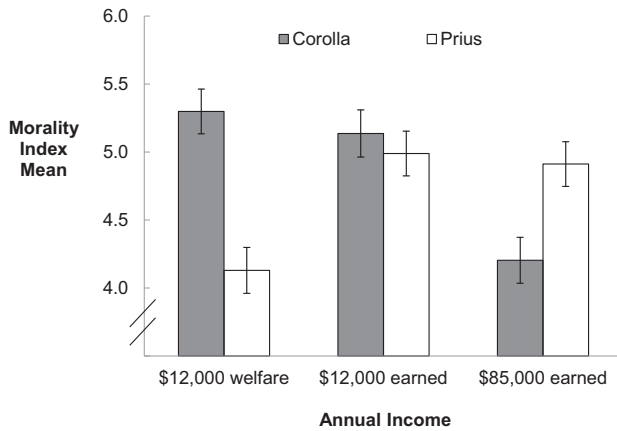 6.0
Corolla Prius
5.5
Morality
Index
Mean
5.0
4.5
4.0
$12,000 welfare $12,000 earned $85,000 earned
Annual Income